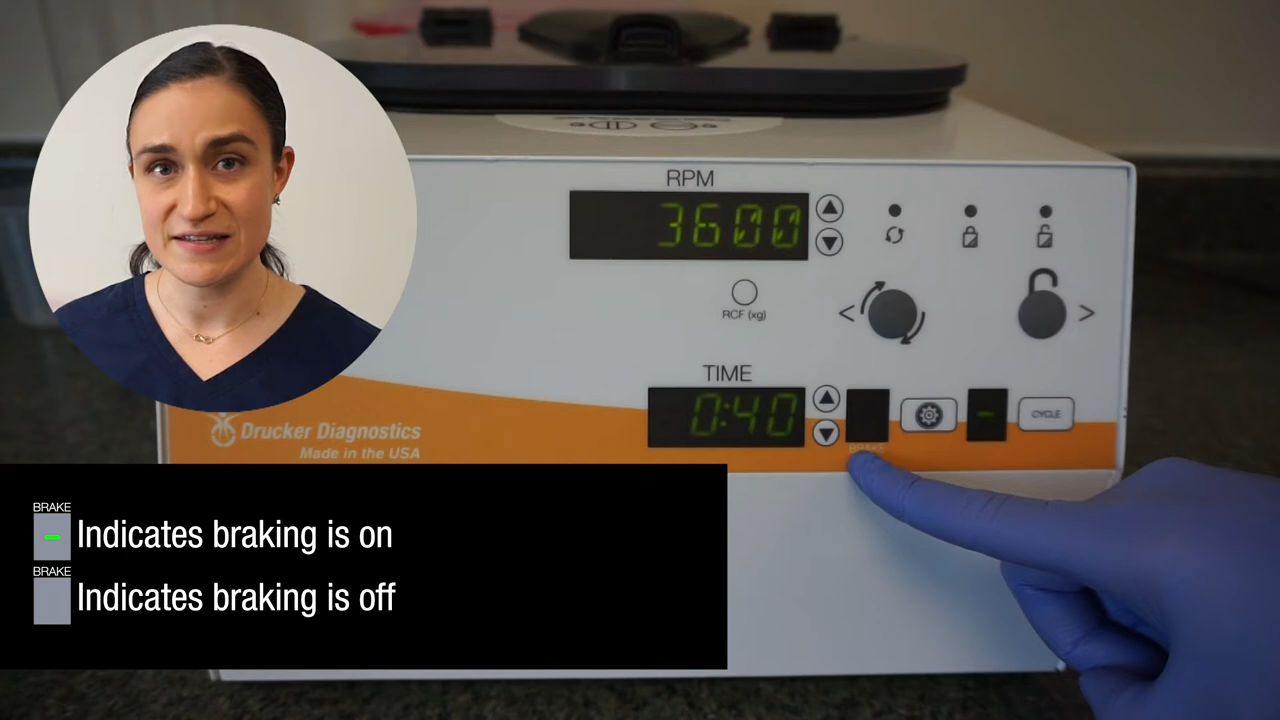 RPM
3600
RCF (xg)
<
>
TIME
0:40
-
CYCLE
BRAKE
Drucker Diagnostics
Made in the USA
BRAKE
- Indicates braking is on
BRAKE
Indicates braking is off